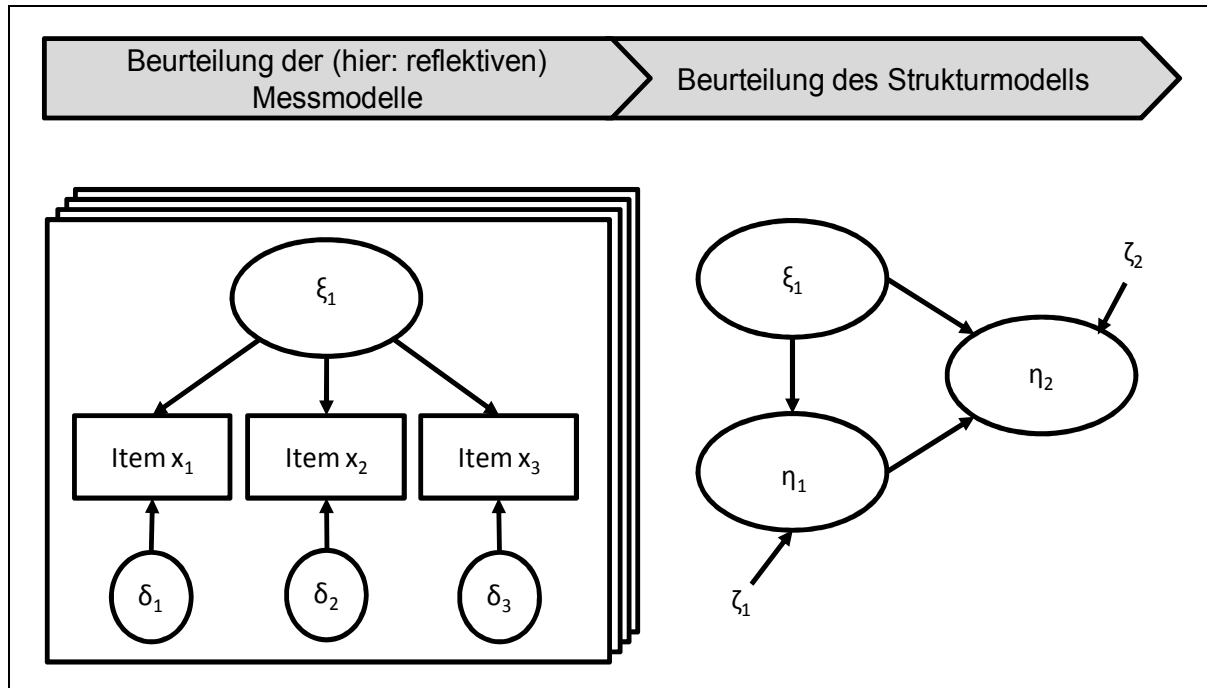 Beurteilung der (hier: reflektiven)
Messmodelle
Beurteilung des Strukturmodells
ξ₁
Item x₁
Item x₂
Item x₃
δ₁
δ₂
δ₃
ξ₁
ζ₂
η₂
η₁
ζ₁